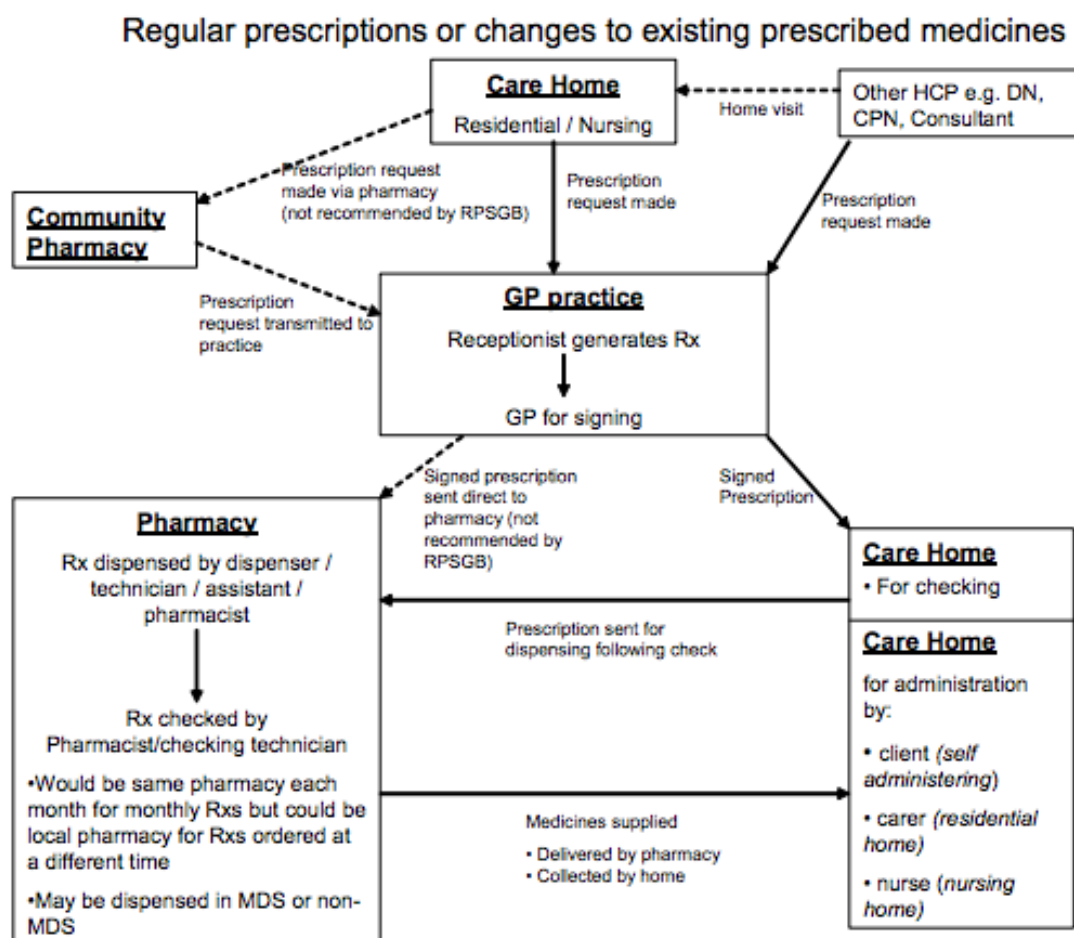 Regular prescriptions or changes to existing prescribed medicines
Care Home
Residential / Nursing
Home visit
Other HCP e.g. DN,
CPN, Consultant
Prescription request
made via pharmacy
(not recommended by RPSGB)
Prescription
request made
Prescription
request made
Community
Pharmacy
Prescription
request transmitted to
practice
GP practice
Receptionist generates Rx
GP for signing
Signed prescription
sent direct to
pharmacy (not
recommended by
RPSGB)
Signed
Prescription
Pharmacy
Rx dispensed by dispenser /
technician / assistant /
pharmacist
Rx checked by
Pharmacist/checking technician
•Would be same pharmacy each
month for monthly Rxs but could be
local pharmacy for Rxs ordered at
a different time
•May be dispensed in MDS or non-
MDS
Care Home
• For checking
Prescription sent for
dispensing following check
Care Home
for administration
by:
• client (self
administering)
• carer (residential
home)
• nurse (nursing
home)
Medicines supplied
• Delivered by pharmacy
• Collected by home